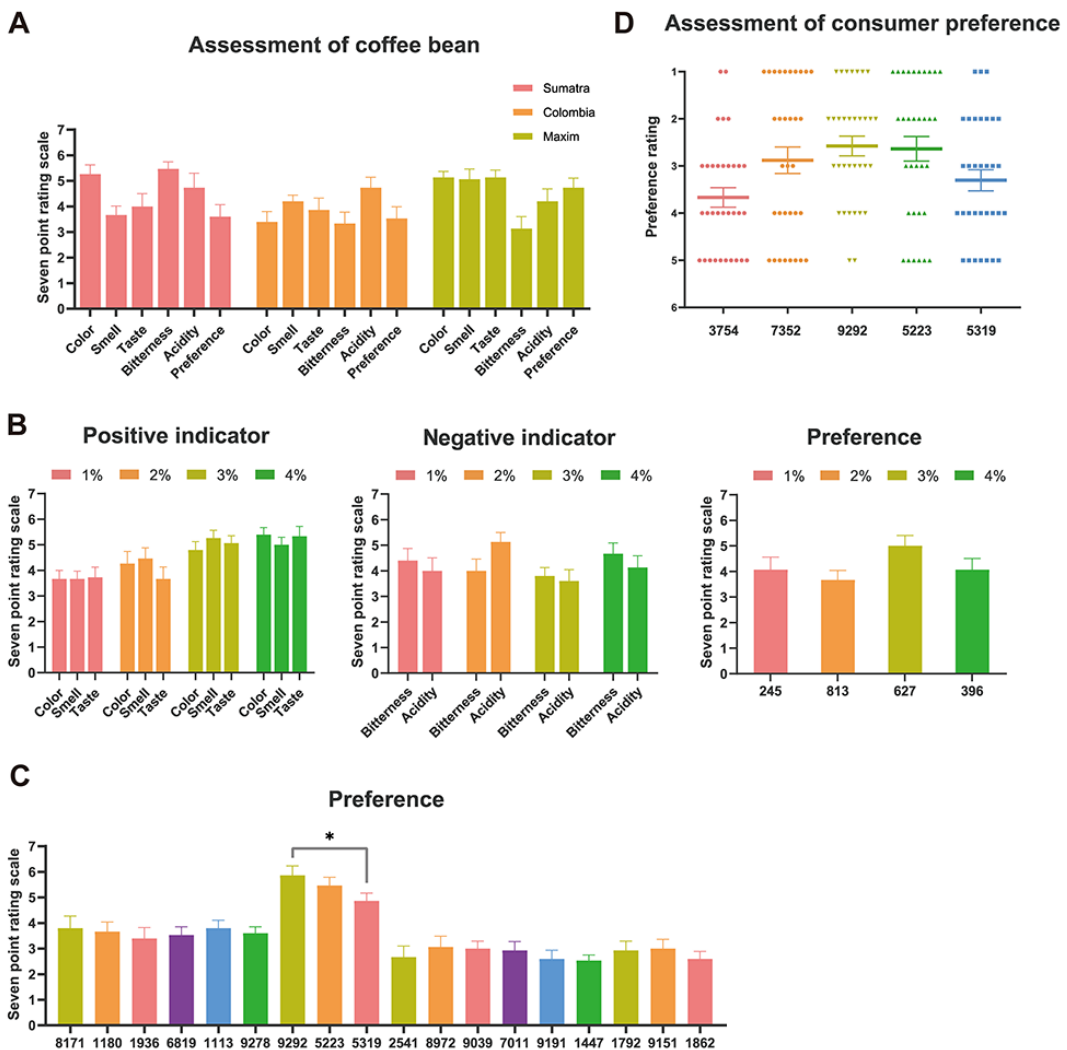 A
Assessment of coffee bean
Sumatra
Colombia
Maxim
Seven point rating scale
7
6
5
4
3
2
1
0
Color
Smell
Taste
Bitterness
Acidity
Preference
Color
Smell
Taste
Bitterness
Acidity
Preference
Color
Smell
Taste
Bitterness
Acidity
Preference
D
Assessment of consumer preference
Preference rating
1
2
3
4
5
6
3754 7352 9292 5223 5319
B
Positive indicator
1% 2% 3% 4%
Seven point rating scale
7
6
5
4
3
2
1
0
Color
Smell
Taste
Color
Smell
Taste
Color
Smell
Taste
Color
Smell
Taste
Negative indicator
1% 2% 3% 4%
Seven point rating scale
7
6
5
4
3
2
1
0
Bitterness
Acidity
Bitterness
Acidity
Bitterness
Acidity
Bitterness
Acidity
Preference
1% 2% 3% 4%
Seven point rating scale
7
6
5
4
3
2
1
0
245 813 627 396
C
Preference
Seven point rating scale
7
6
5
4
3
2
1
0
*
8171 1180 1936 6819 1113 9278 9292 5223 5319 2541 8972 9039 7011 9191 1447 1792 9151 1862